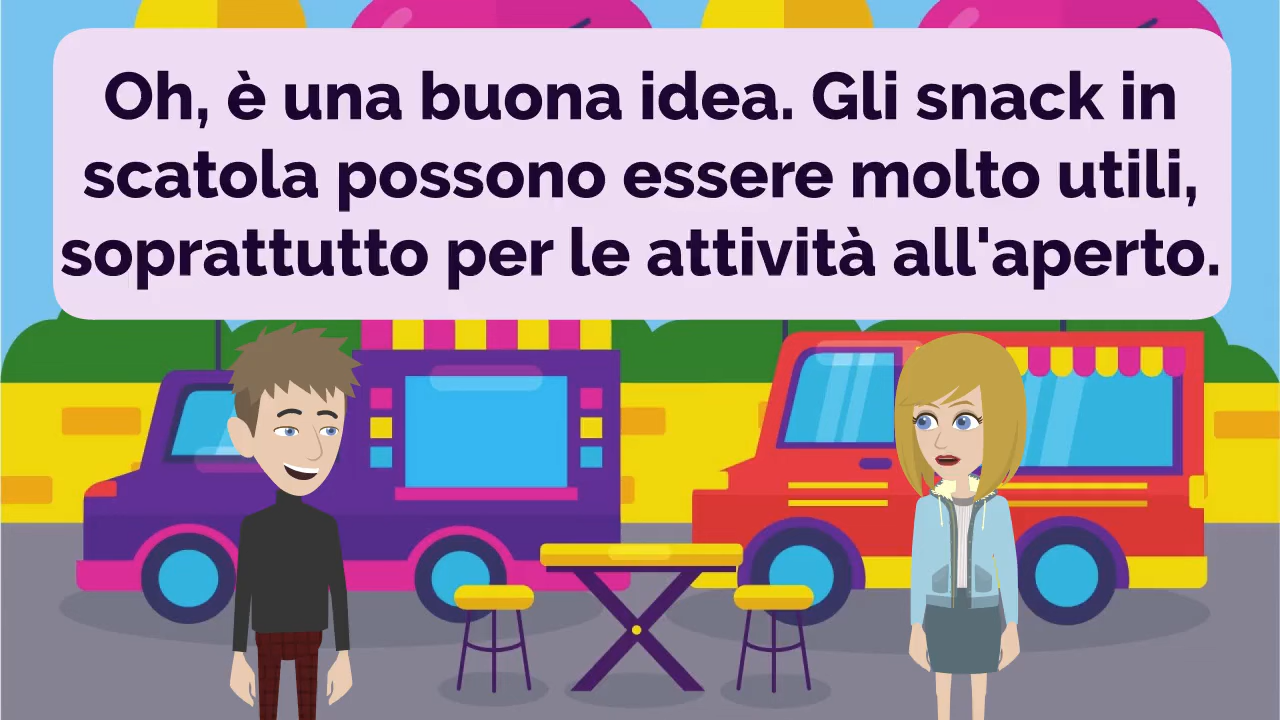 Oh, è una buona idea. Gli snack in
scatola possono essere molto utili,
soprattutto per le attività all'aperto.